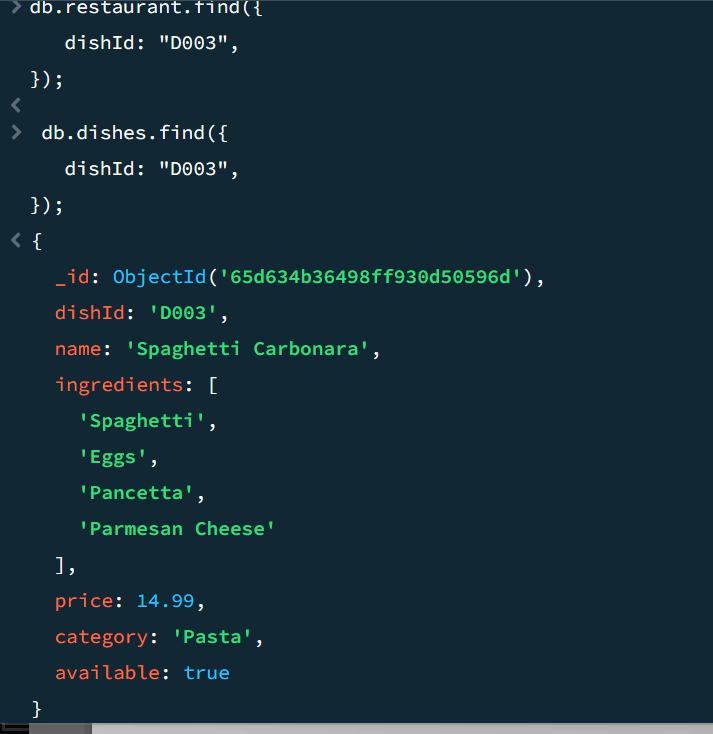 db.restaurant.find({
dishId: "D003",
});
db.dishes.find({
dishId: "D003",
});
{
_id: ObjectId('65d634b36498ff930d50596d'),
dishId: 'D003',
name: 'Spaghetti Carbonara',
ingredients: [
'Spaghetti',
'Eggs',
'Pancetta',
'Parmesan Cheese'
],
price: 14.99,
category: 'Pasta',
available: true
}